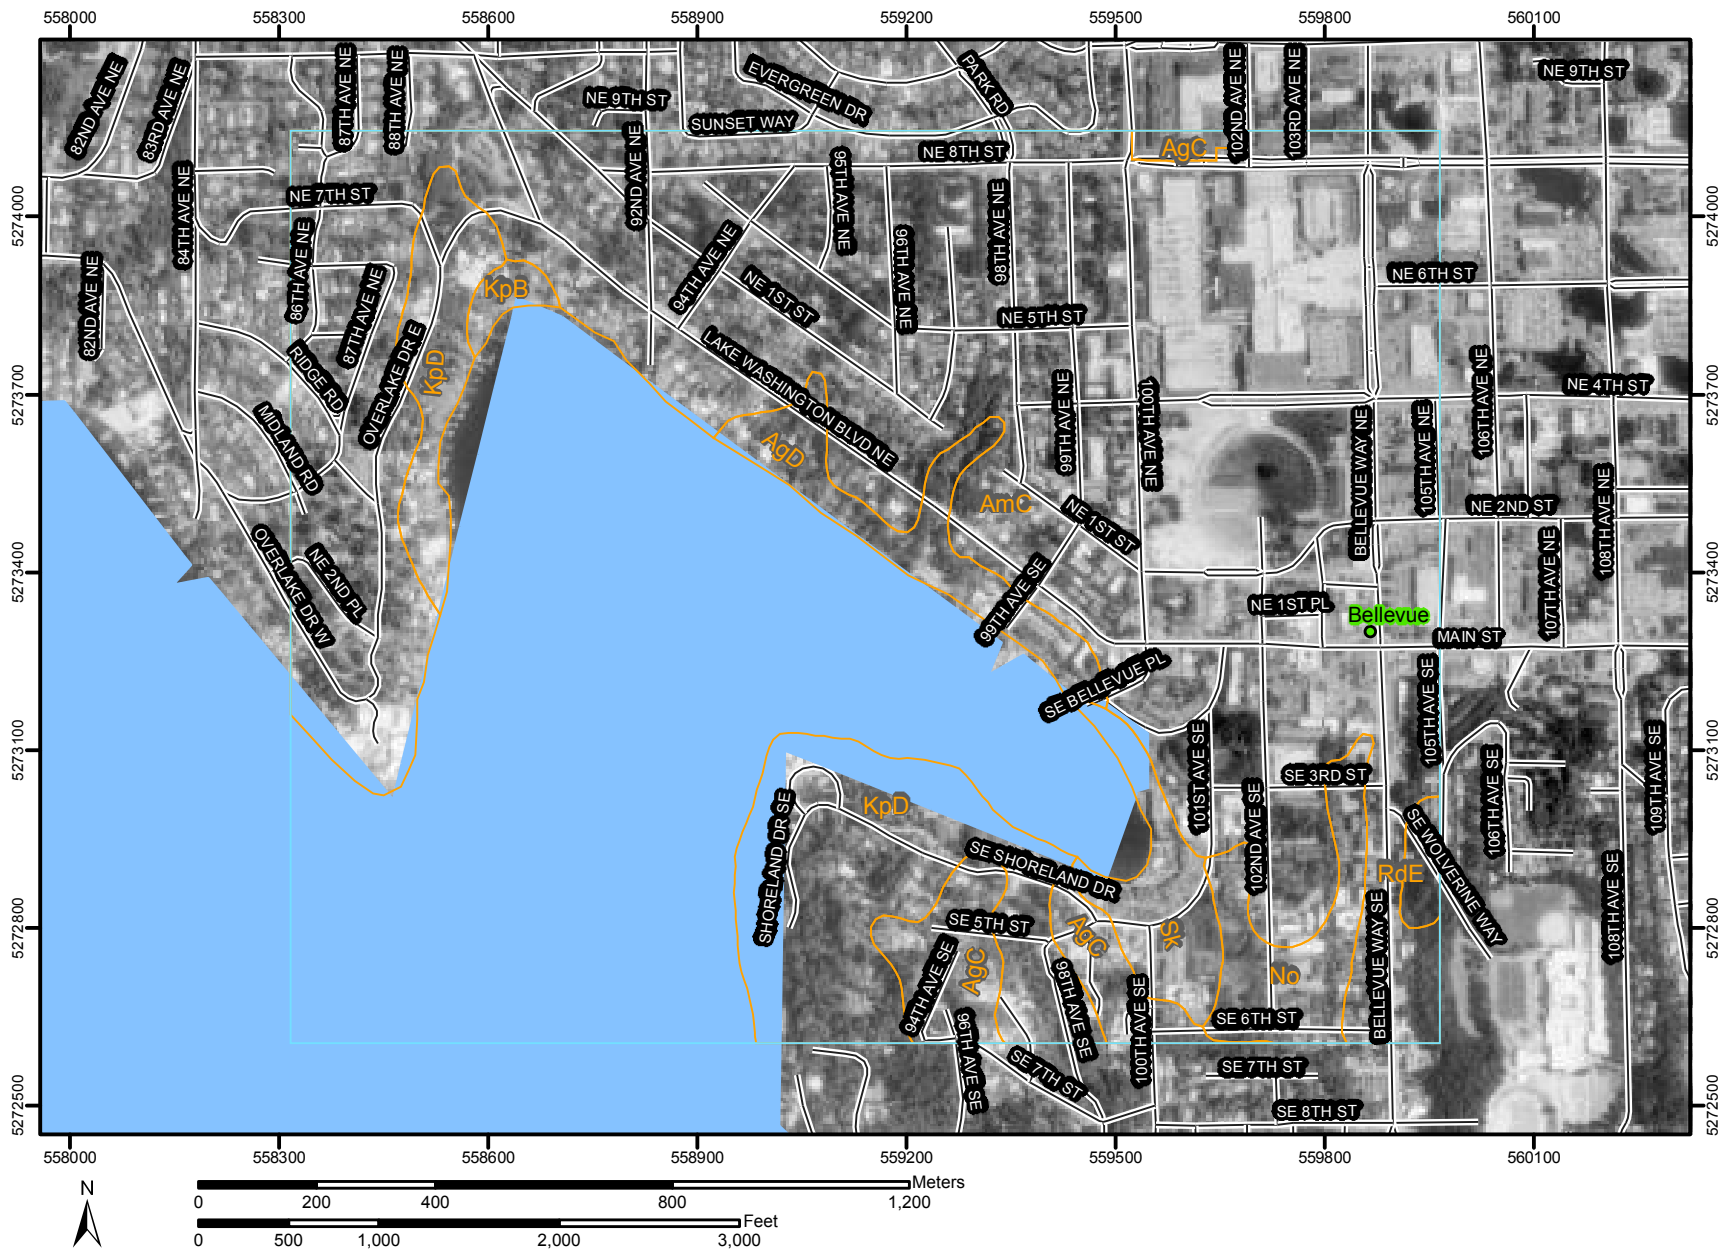 558000 558300 558600 558900 559200 559500 559800 560100
5274000
5273700
5273400
5273100
5272800
5272500
5274000
5273700
5273400
5273100
5272800
5272500
82ND AVE NE
83RD AVE NE
87TH AVE NE
88TH AVE NE
NE 9TH ST
EVERGREEN DR
SUNSET WAY
PARK RD
102ND AVE NE
103RD AVE NE
NE 9TH ST
AgC
NE 8TH ST
84TH AVE NE
NE 7TH ST
92ND AVE NE
95TH AVE NE
98TH AVE NE
86TH AVE NE
94TH AVE NE
96TH AVE NE
NE 6TH ST
82ND AVE NE
87TH AVE NE
KpB
NE 1ST ST
NE 5TH ST
RIDGE RD
OVERLAKE DR E
KpD
LAKE WASHINGTON BLVD NE
99TH AVE NE
100TH AVE NE
106TH AVE NE
NE 4TH ST
BELLEVUE WAY NE
105TH AVE NE
MIDLAND RD
AgD
AmC
NE 1ST ST
NE 2ND ST
108TH AVE NE
OVERLAKE DR W
NE 2ND PL
107TH AVE NE
99TH AVE SE
NE 1ST PL
Bellevue
MAIN ST
SE BELLEVUE PL
105TH AVE SE
101ST AVE SE
SE 3RD ST
106TH AVE SE
109TH AVE SE
SHORELAND DR SE
KpD
102ND AVE SE
SE WOLVERINE WAY
SE SHORELAND DR
RdE
108TH AVE SE
SE 5TH ST
AgC
Sk
BELLEVUE WAY SE
94TH AVE SE
AgC
98TH AVE SE
No
100TH AVE SE
SE 6TH ST
96TH AVE SE
SE 7TH ST
SE 7TH ST
SE 8TH ST
558000 558300 558600 558900 559200 559500 559800 560100
N
Meters
0 200 400 800 1,200
Feet
0 500 1,000 2,000 3,000